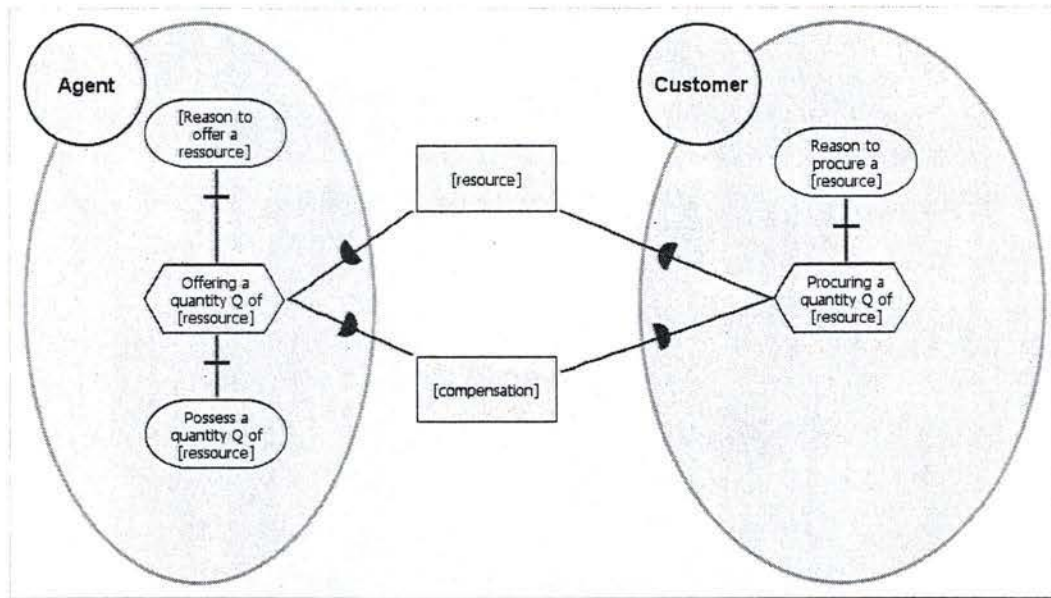 Agent
[Reason to
offer a
ressource]
Offering a
quantity Q of
[ressource]
Possess a
quantity Q of
[ressource]
[resource]
[compensation]
Customer
Reason to
procure a
[resource]
Procuring a
quantity Q of
[resource]